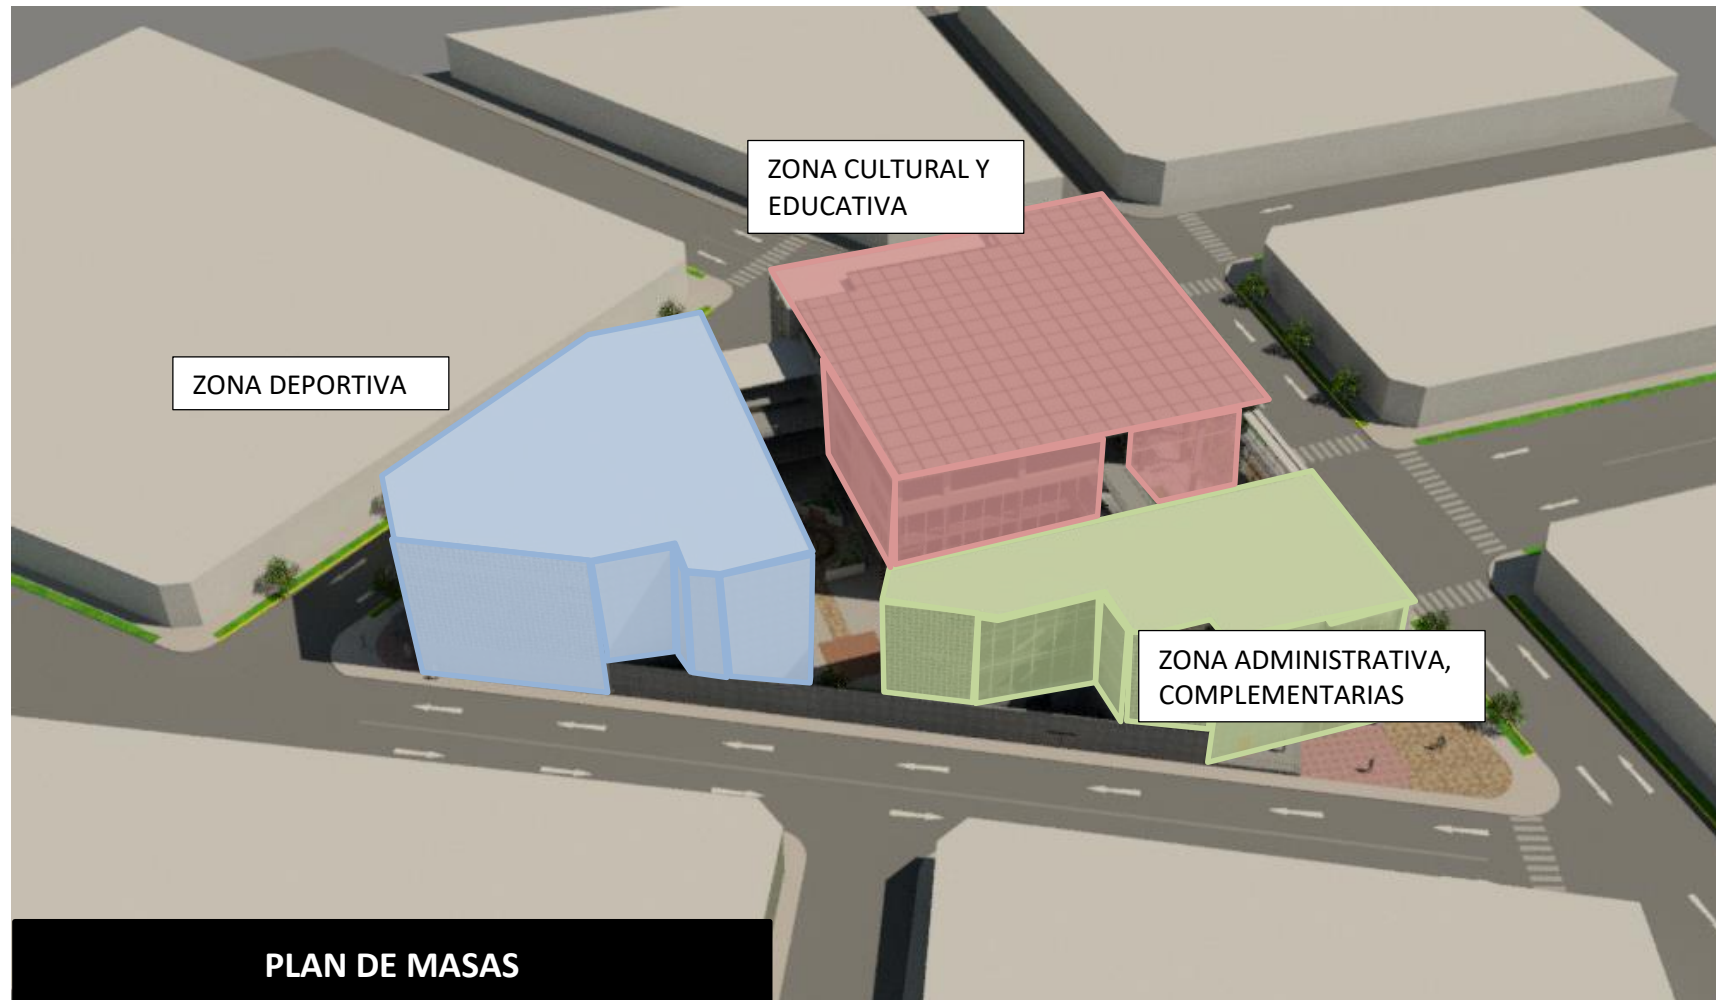 ZONA CULTURAL Y
EDUCATIVA
ZONA DEPORTIVA
ZONA ADMINISTRATIVA,
COMPLEMENTARIAS
PLAN DE MASAS